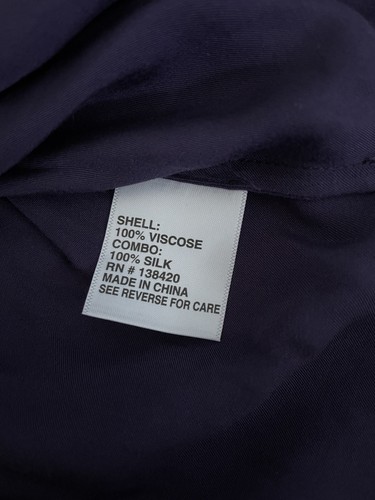 SHELL:
100% VISCOSE
COMBO:
100% SILK
RN # 138420
MADE IN CHINA
SEE REVERSE FOR CARE